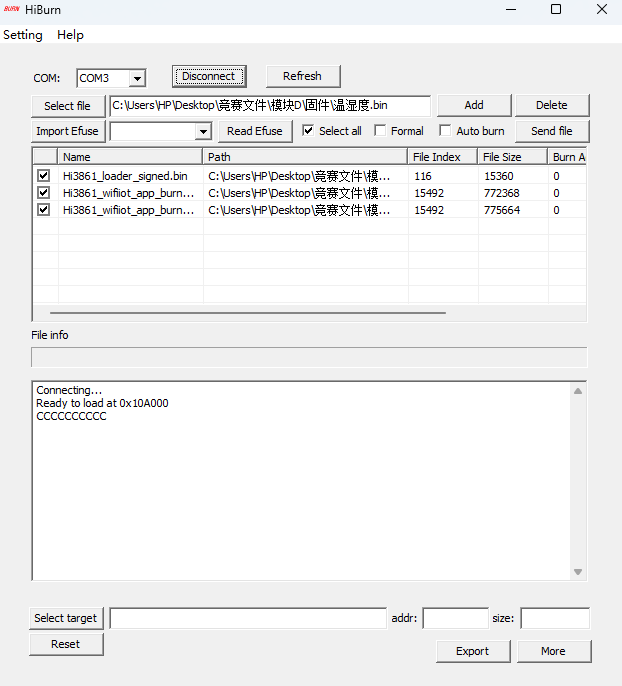 BURN HiBurn
Setting Help
COM: COM3 Disconnect Refresh
Select file C:\Users\HP\Desktop\竞赛文件\模块D\固件\温湿度.bin Add Delete
Import Efuse Read Efuse Select all Formal Auto burn Send file
Name Path File Index File Size Burn A
Hi3861_loader_signed.bin C:\Users\HP\Desktop\竞赛文件\模... 116 15360 0
Hi3861_wifiiot_app_burn... C:\Users\HP\Desktop\竞赛文件\模... 15492 772368 0
Hi3861_wifiiot_app_burn... C:\Users\HP\Desktop\竞赛文件\模... 15492 775664 0
File info
Connecting...
Ready to load at 0x10A000
CCCCCCCCCC
Select target addr: size:
Reset
Export More